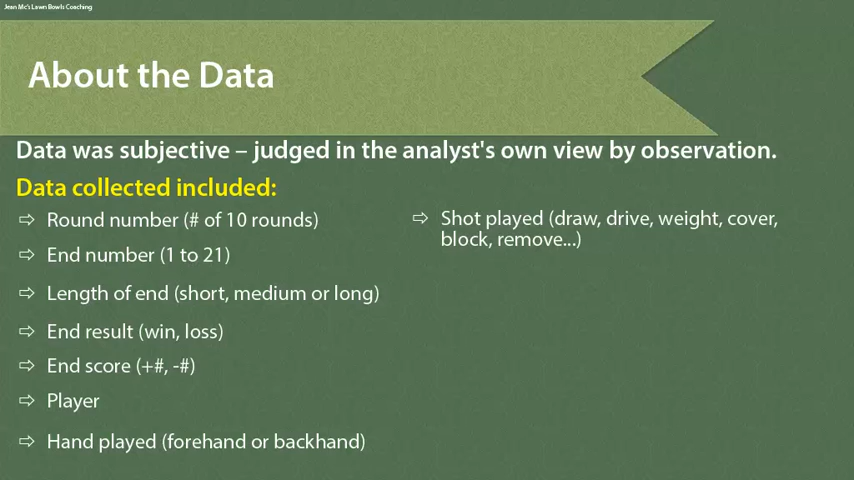 Jean Mc's Lawn Bowls Coaching
About the Data
Data was subjective – judged in the analyst's own view by observation.
Data collected included:
⇨ Round number (# of 10 rounds)
⇨ End number (1 to 21)
⇨ Length of end (short, medium or long)
⇨ End result (win, loss)
⇨ End score (+#, -#)
⇨ Player
⇨ Hand played (forehand or backhand)
⇨ Shot played (draw, drive, weight, cover,
block, remove...)